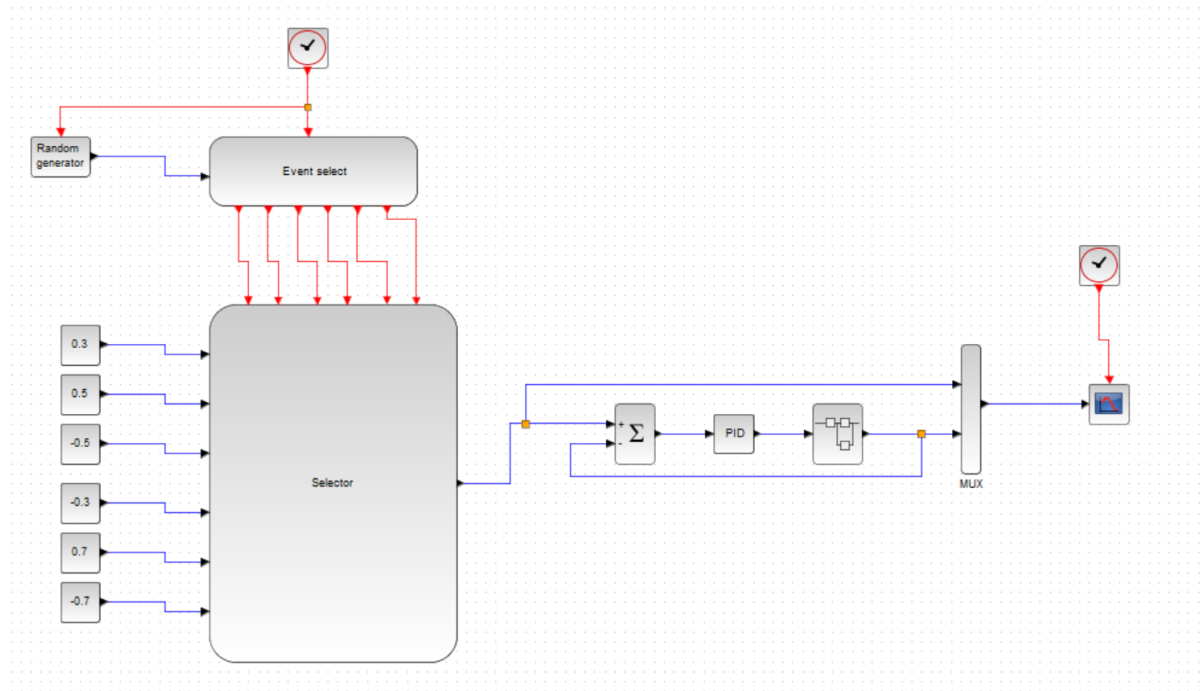 Random
generator
Event select
0.3
0.5
-0.5
-0.3
0.7
-0.7
Selector
+
-
Σ
PID
MUX